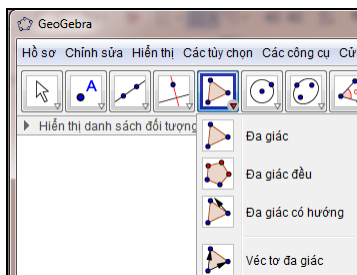 GeoGebra
Hồ sơ Chỉnh sửa Hiển thị Các tùy chọn Các công cụ Cử
A
Hiển thị danh sách đối tượng
Đa giác
Đa giác đều
Đa giác có hướng
Véc tơ đa giác